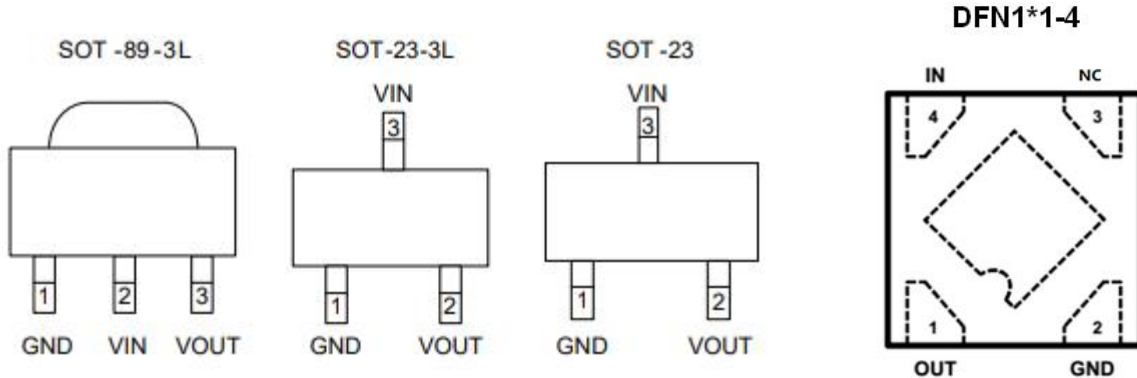 SOT -89 -3L
1 2 3
GND VIN VOUT
SOT -23-3L
VIN
3
1 2
GND VOUT
SOT -23
VIN
3
1 2
GND VOUT
DFN1*1-4
IN NC
4 3
1 2
OUT GND